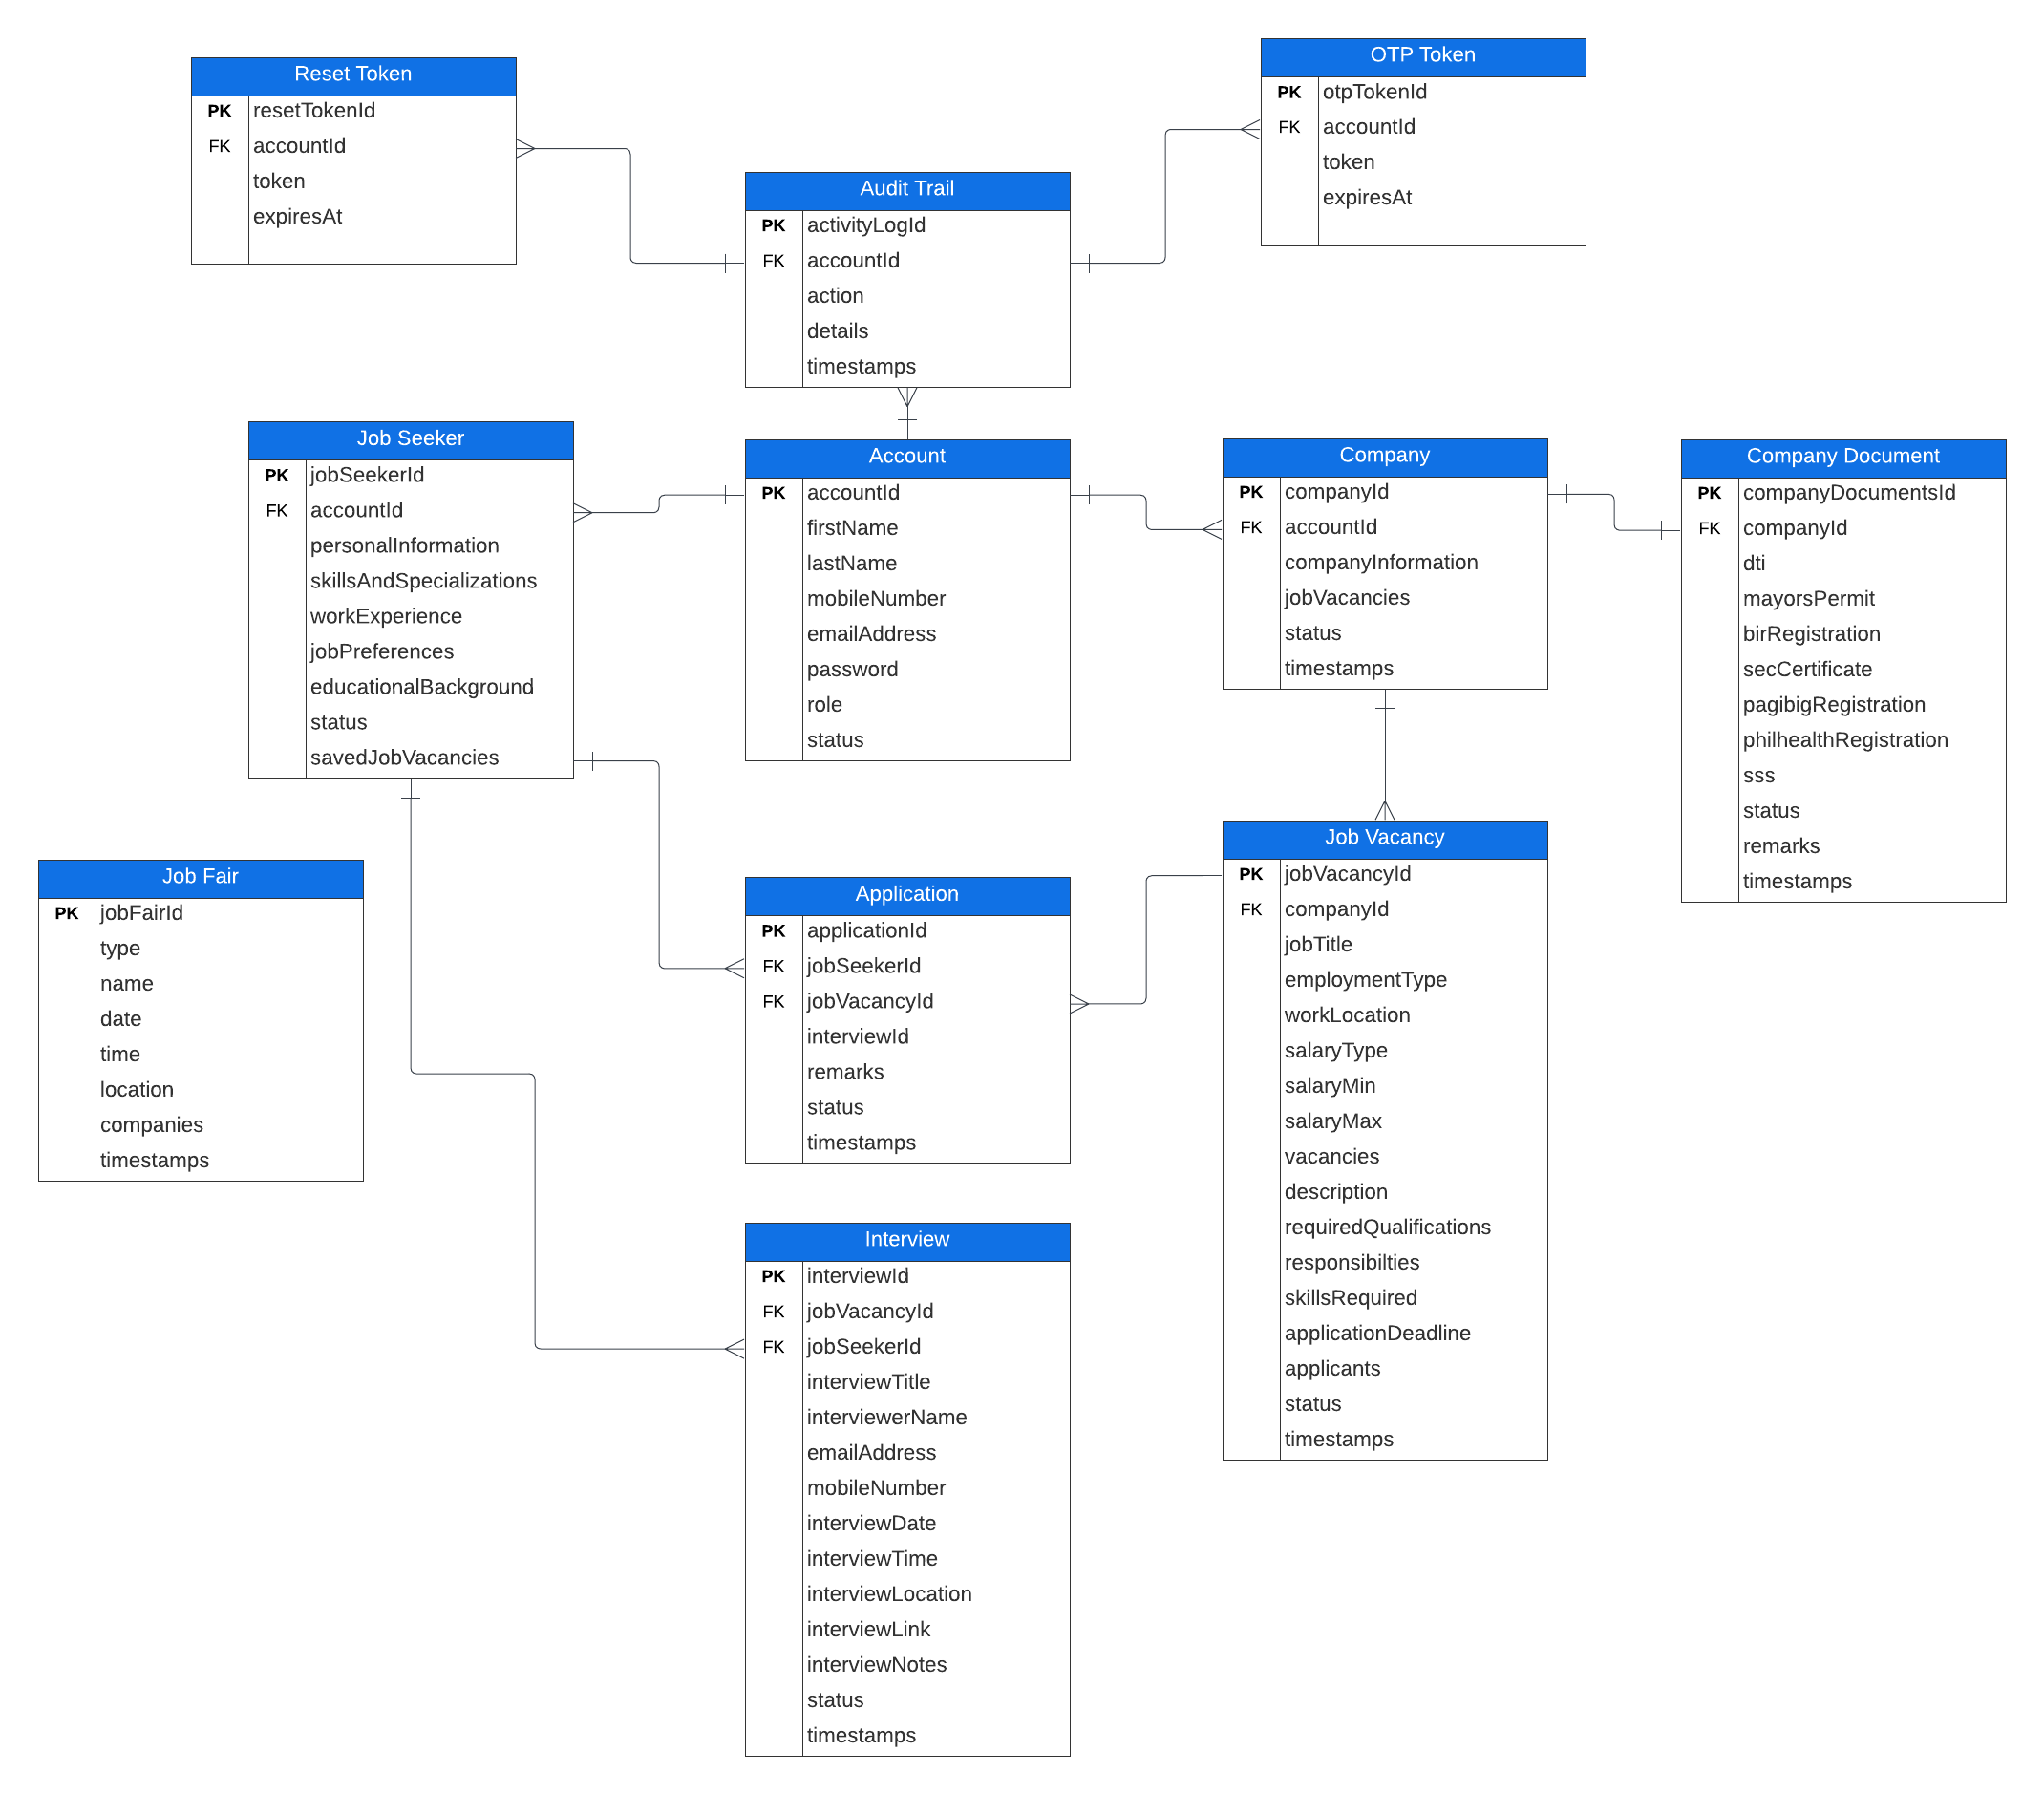 Reset Token
PK resetTokenId
FK accountId
token
expiresAt
OTP Token
PK otpTokenId
FK accountId
token
expiresAt
Audit Trail
PK activityLogId
FK accountId
action
details
timestamps
Job Seeker
PK jobSeekerId
FK accountId
personalInformation
skillsAndSpecializations
workExperience
jobPreferences
educationalBackground
status
savedJobVacancies
Account
PK accountId
firstName
lastName
mobileNumber
emailAddress
password
role
status
Company
PK companyId
FK accountId
companyInformation
jobVacancies
status
timestamps
Company Document
PK companyDocumentsId
FK companyId
dti
mayorsPermit
birRegistration
secCertificate
pagibigRegistration
philhealthRegistration
sss
status
remarks
timestamps
Job Fair
PK jobFairId
type
name
date
time
location
companies
timestamps
Application
PK applicationId
FK jobSeekerId
FK jobVacancyId
interviewId
remarks
status
timestamps
Job Vacancy
PK jobVacancyId
FK companyId
jobTitle
employmentType
workLocation
salaryType
salaryMin
salaryMax
vacancies
description
requiredQualifications
responsibilties
skillsRequired
applicationDeadline
applicants
status
timestamps
Interview
PK interviewId
FK jobVacancyId
FK jobSeekerId
interviewTitle
interviewerName
emailAddress
mobileNumber
interviewDate
interviewTime
interviewLocation
interviewLink
interviewNotes
status
timestamps